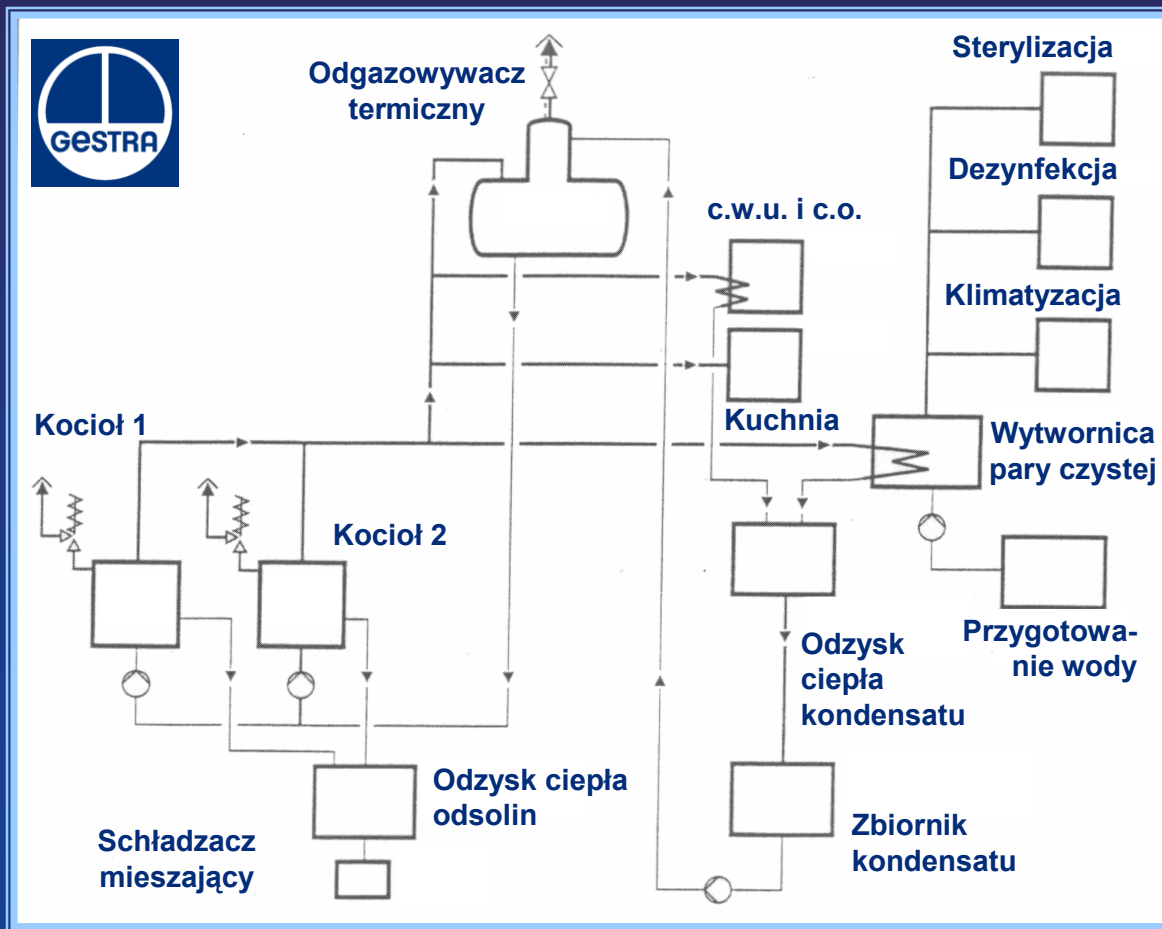 GESTRA
Odgazowywacz
termiczny
Sterylizacja
Dezynfekcja
c.w.u. i c.o.
Klimatyzacja
Kuchnia
Kocioł 1
Wytwornica
pary czystej
Kocioł 2
Przygotowa-
nie wody
Odzysk
ciepła
kondensatu
Odzysk ciepła
odsolin
Schładzacz
mieszający
Zbiornik
kondensatu